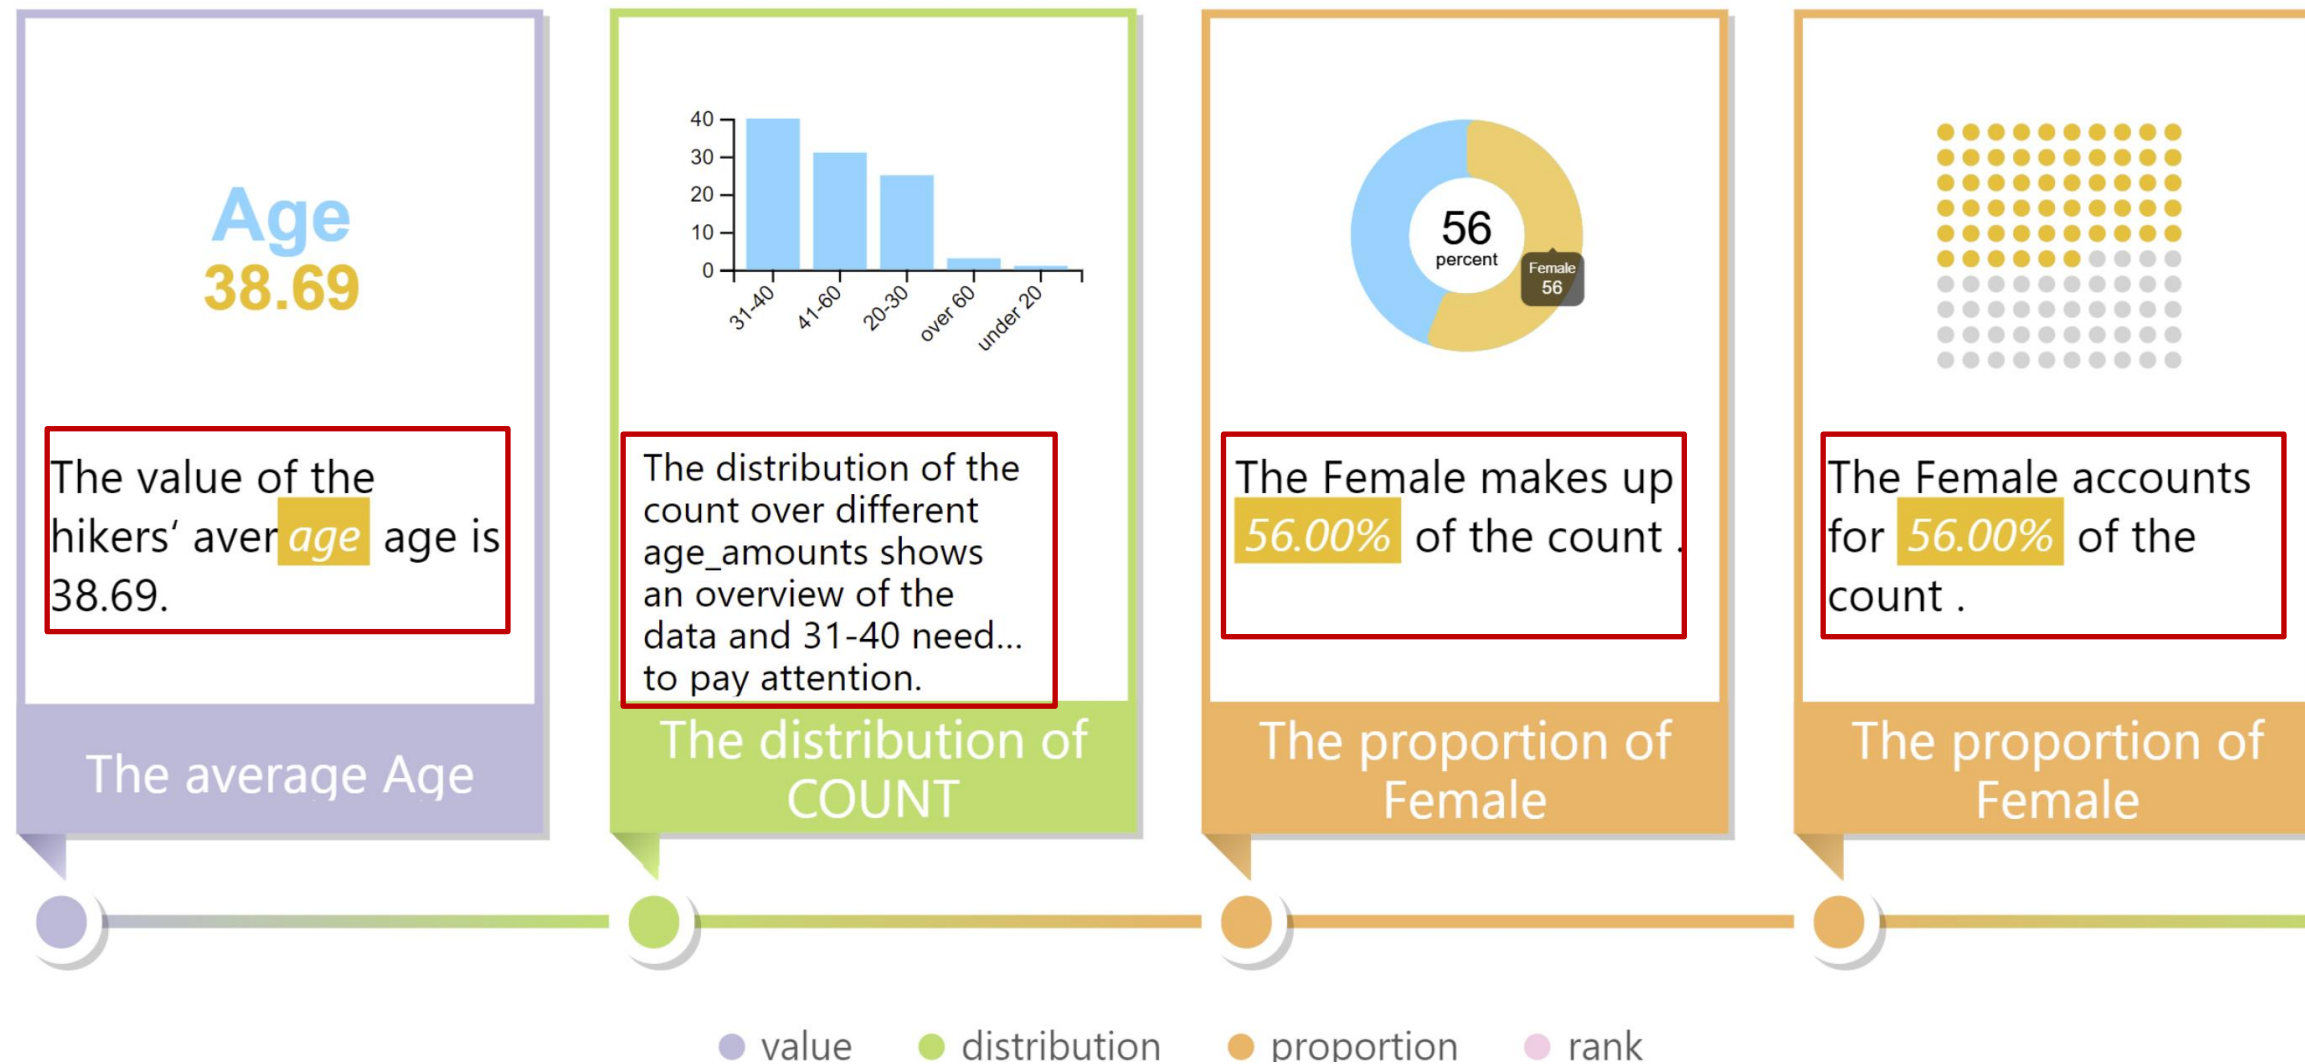 Age
38.69
The value of the
hikers‘ average age is
38.69.
The average Age
40
30
20
10
0
31-40
41-60
20-30
over 60
under 20
The distribution of the
count over different
age_amounts shows
an overview of the
data and 31-40 need...
to pay attention.
The distribution of
COUNT
56
percent
Female
56
The Female makes up
56.00% of the count .
The proportion of
Female
The Female accounts
for 56.00% of the
count .
The proportion of
Female
value
distribution
proportion
rank